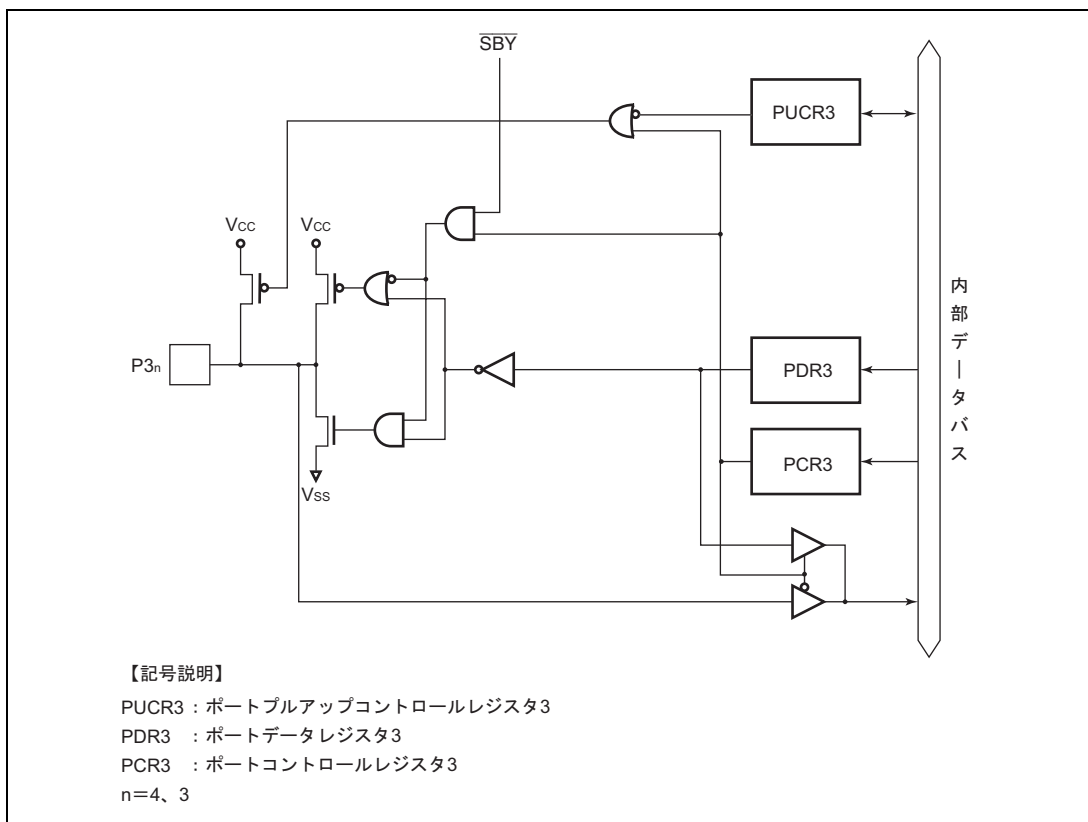 SBY
PUCR3
VCC
VCC
内部データバス
P3n
PDR3
PCR3
VSS
【記号説明】
PUCR3 : ポートプルアップコントロールレジスタ3
PDR3 : ポートデータレジスタ3
PCR3 : ポートコントロールレジスタ3
n=4、3